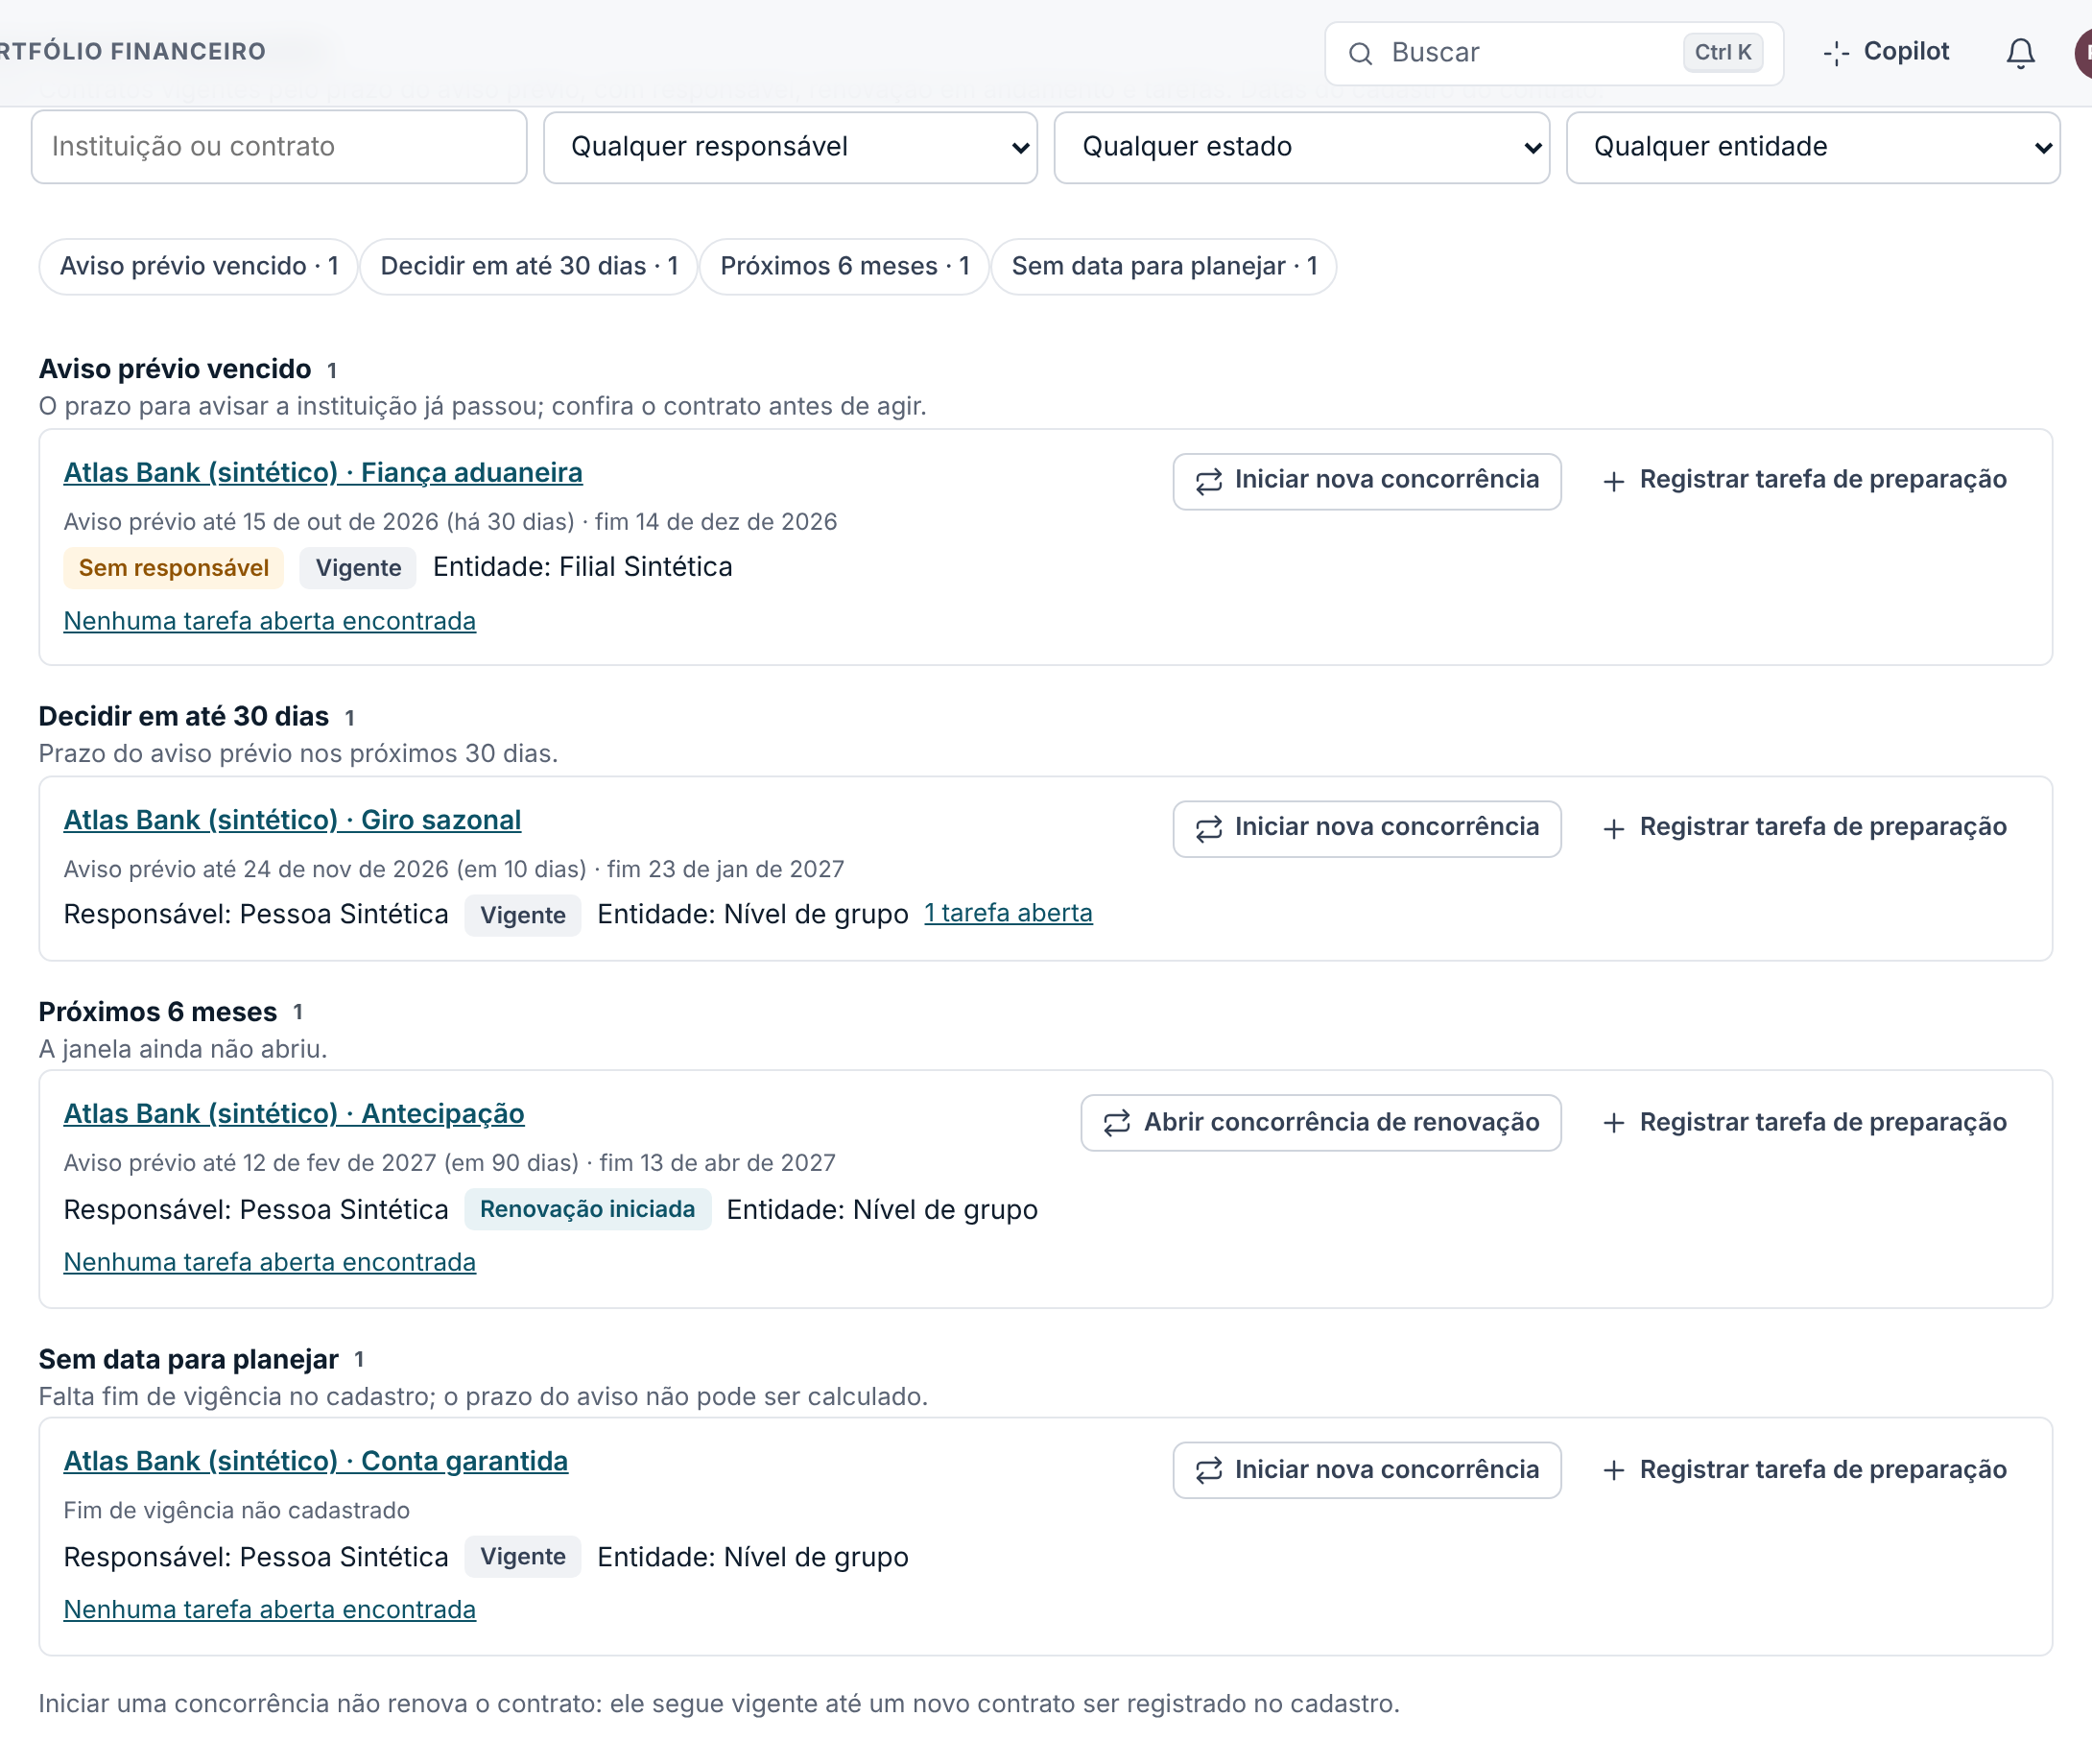 RTFÓLIO FINANCEIRO
Buscar
Ctrl K
Copilot
Instituição ou contrato
Qualquer responsável
Qualquer estado
Qualquer entidade
Aviso prévio vencido · 1
Decidir em até 30 dias · 1
Próximos 6 meses · 1
Sem data para planejar · 1
Aviso prévio vencido 1
O prazo para avisar a instituição já passou; confira o contrato antes de agir.
Atlas Bank (sintético) · Fiança aduaneira
Iniciar nova concorrência
Registrar tarefa de preparação
Aviso prévio até 15 de out de 2026 (há 30 dias) · fim 14 de dez de 2026
Sem responsável Vigente Entidade: Filial Sintética
Nenhuma tarefa aberta encontrada
Decidir em até 30 dias 1
Prazo do aviso prévio nos próximos 30 dias.
Atlas Bank (sintético) · Giro sazonal
Iniciar nova concorrência
Registrar tarefa de preparação
Aviso prévio até 24 de nov de 2026 (em 10 dias) · fim 23 de jan de 2027
Responsável: Pessoa Sintética Vigente Entidade: Nível de grupo 1 tarefa aberta
Próximos 6 meses 1
A janela ainda não abriu.
Atlas Bank (sintético) · Antecipação
Abrir concorrência de renovação
Registrar tarefa de preparação
Aviso prévio até 12 de fev de 2027 (em 90 dias) · fim 13 de abr de 2027
Responsável: Pessoa Sintética Renovação iniciada Entidade: Nível de grupo
Nenhuma tarefa aberta encontrada
Sem data para planejar 1
Falta fim de vigência no cadastro; o prazo do aviso não pode ser calculado.
Atlas Bank (sintético) · Conta garantida
Iniciar nova concorrência
Registrar tarefa de preparação
Fim de vigência não cadastrado
Responsável: Pessoa Sintética Vigente Entidade: Nível de grupo
Nenhuma tarefa aberta encontrada
Iniciar uma concorrência não renova o contrato: ele segue vigente até um novo contrato ser registrado no cadastro.